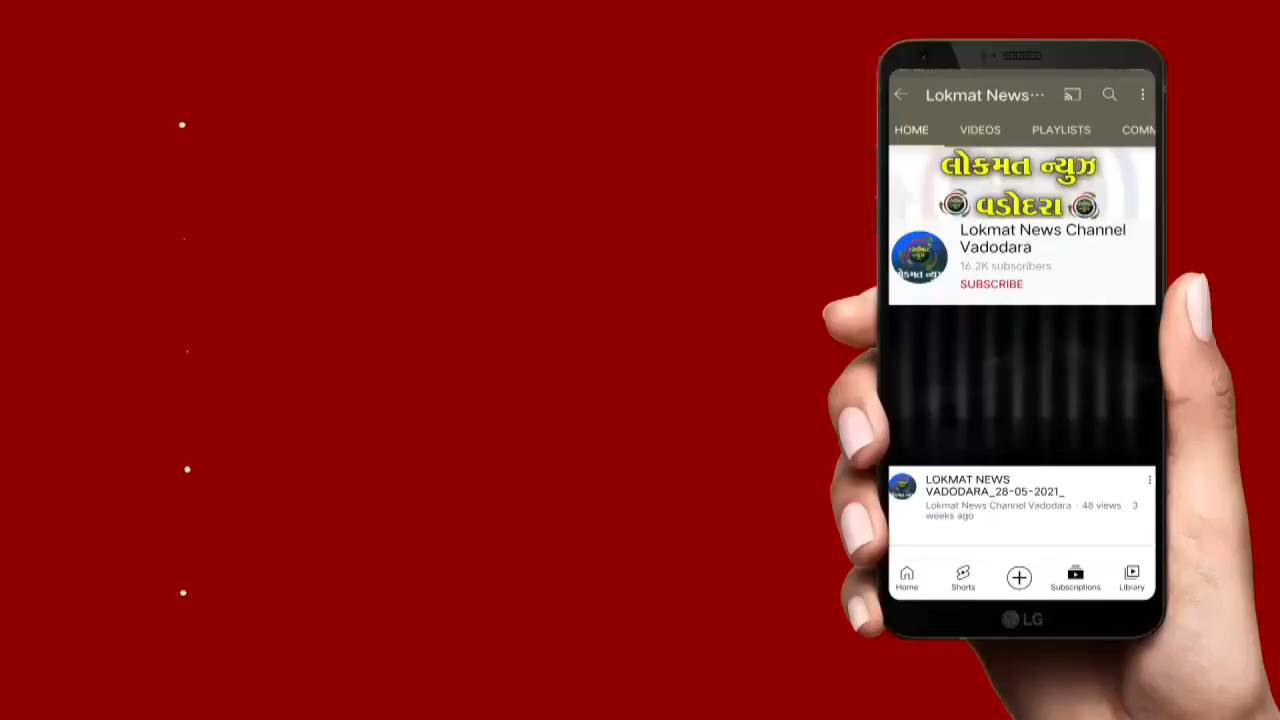 Lokmat News...
HOME VIDEOS PLAYLISTS COMM
લોકમત ન્યુઝ
વડોદરા
Lokmat News Channel
Vadodara
16.2K subscribers
SUBSCRIBE
LOKMAT NEWS
VADODARA_28-05-2021_
Lokmat News Channel Vadodara · 48 views · 3
weeks ago
Home Shorts Subscriptions Library
LG